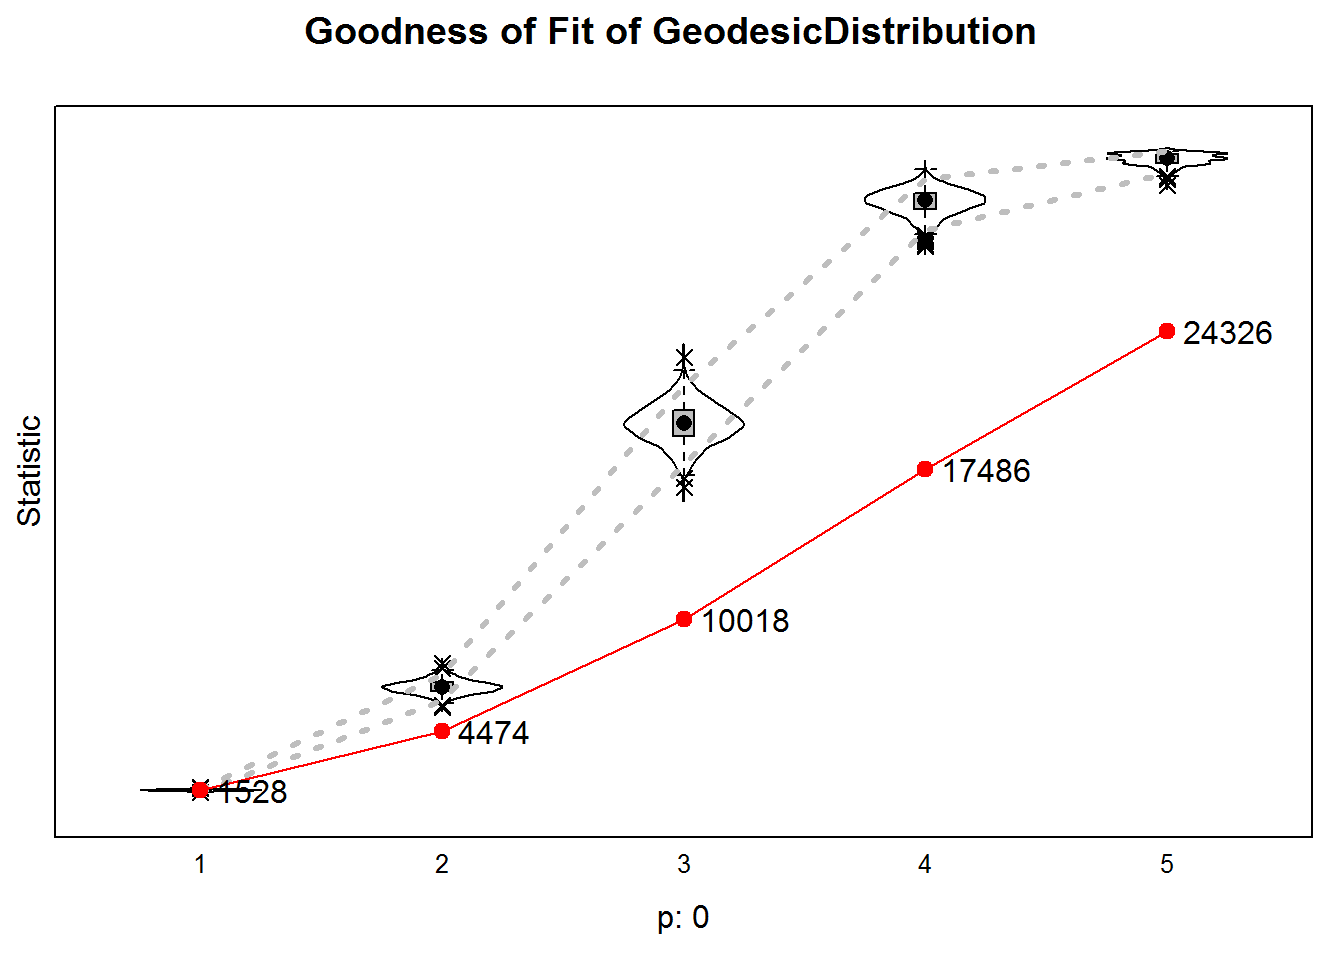 Goodness of Fit of GeodesicDistribution
Statistic
24326
17486
10018
4474
1528
1 2 3 4 5
p: 0